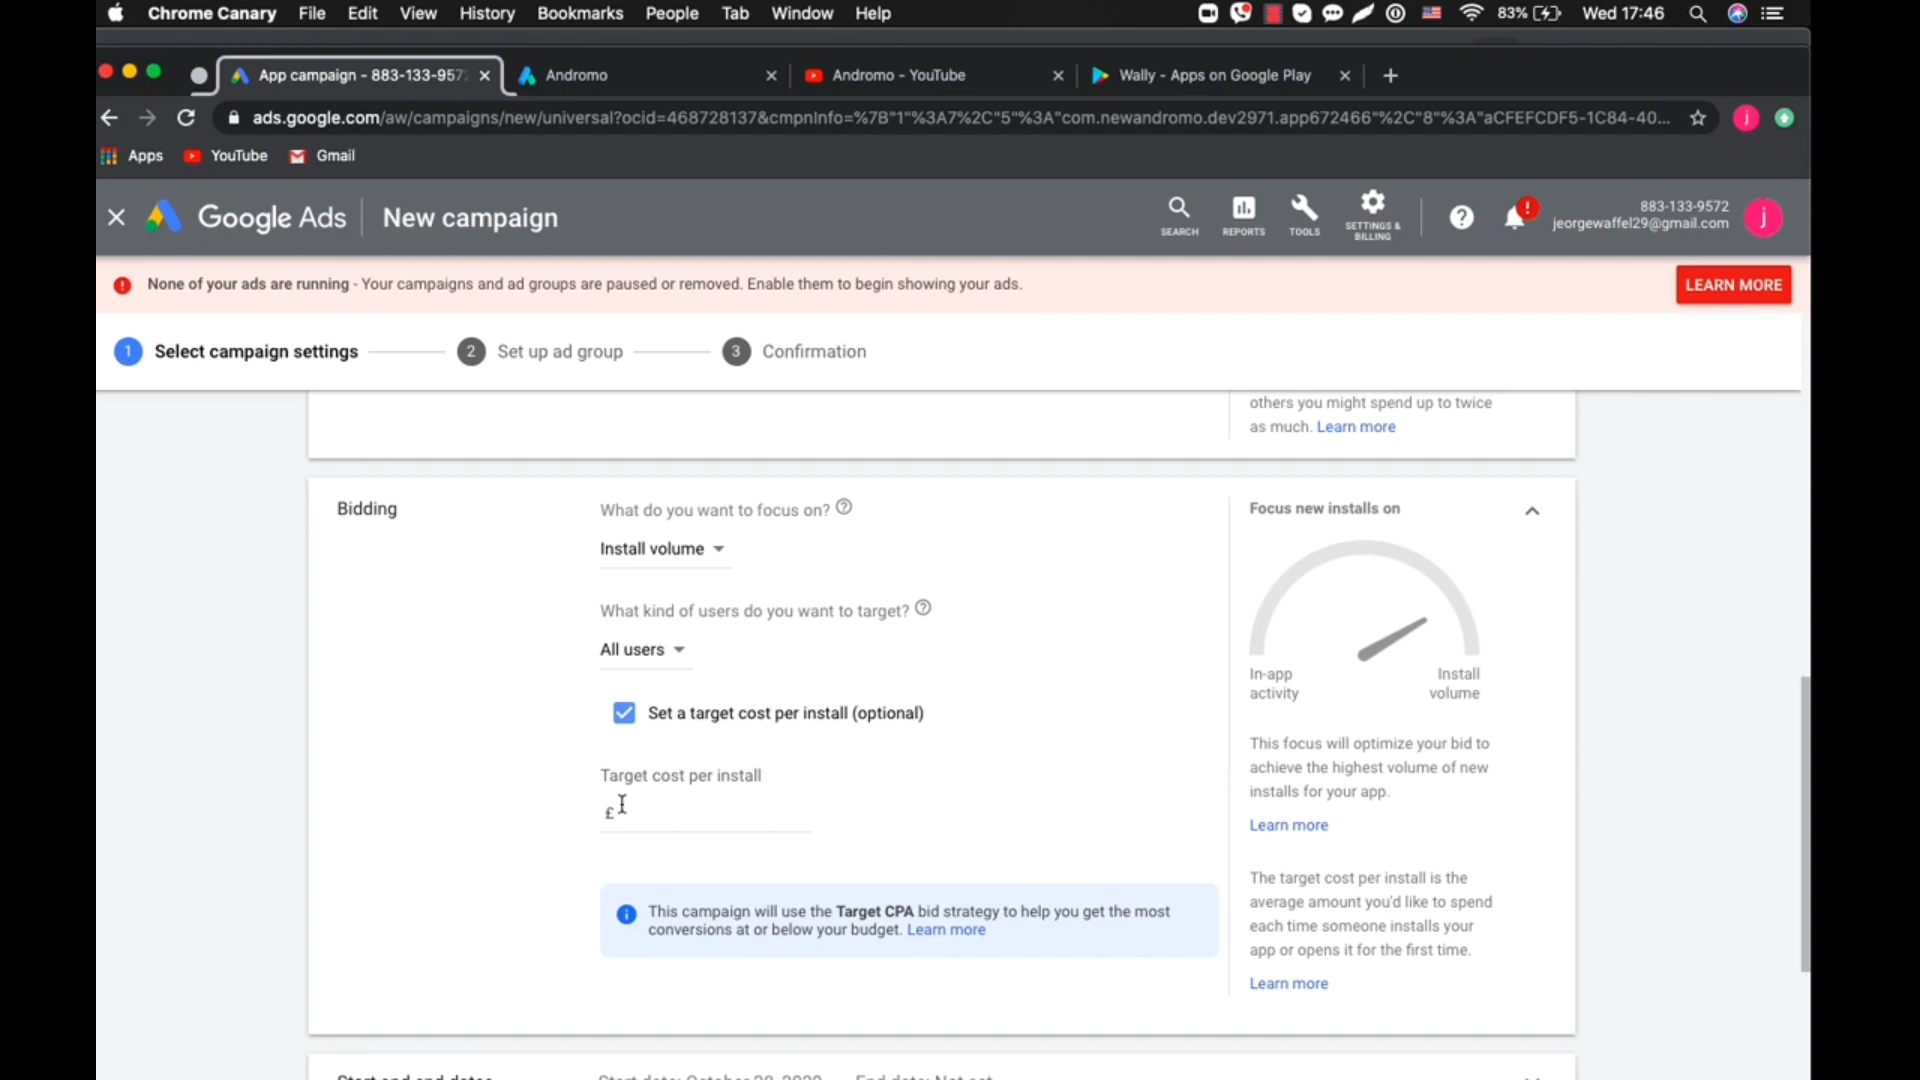 Chrome Canary File Edit View History Bookmarks People Tab Window Help 83% Wed 17:46
App campaign - 883-133-957 Andromo Andromo - YouTube Wally - Apps on Google Play
ads.google.com/aw/campaigns/new/universal?ocid=468728137&cmpnInfo=%7B"1"%3A7%2C"5"%3A"com.newandromo.dev2971.app672466"%2C"8"%3A"aCFEFCDF5-1C84-40... j
Apps YouTube Gmail
Google Ads New campaign
SEARCH REPORTS TOOLS SETTINGS & BILLING
883-133-9572
jeorgewaffel29@gmail.com j
None of your ads are running - Your campaigns and ad groups are paused or removed. Enable them to begin showing your ads. LEARN MORE
1 Select campaign settings 2 Set up ad group 3 Confirmation
others you might spend up to twice
as much. Learn more
Bidding
What do you want to focus on?
Install volume
What kind of users do you want to target?
All users
Set a target cost per install (optional)
Target cost per install
£
This campaign will use the Target CPA bid strategy to help you get the most
conversions at or below your budget. Learn more
Focus new installs on
In-app activity
Install volume
This focus will optimize your bid to
achieve the highest volume of new
installs for your app.
Learn more
The target cost per install is the
average amount you'd like to spend
each time someone installs your
app or opens it for the first time.
Learn more